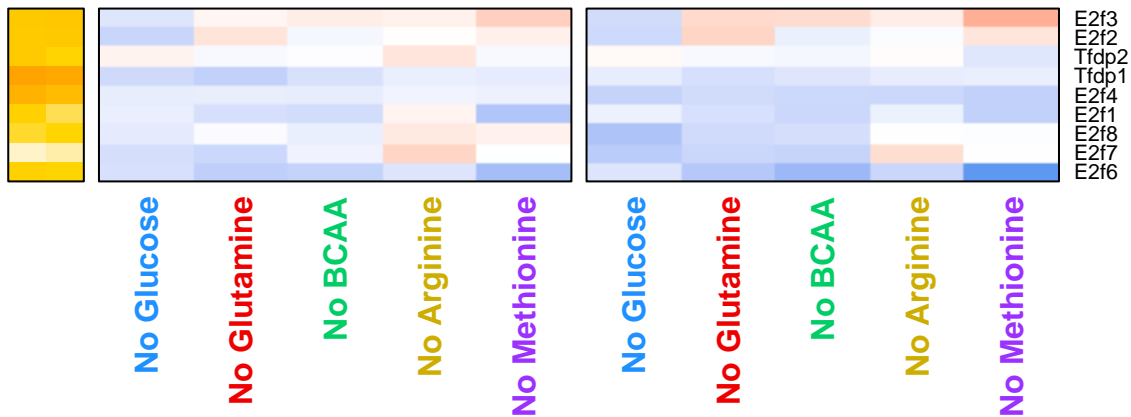 E2f3
E2f2
Tfdp2
Tfdp1
E2f4
E2f1
E2f8
E2f7
E2f6
No Glucose
No Glutamine
No BCAA
No Arginine
No Methionine
No Glucose
No Glutamine
No BCAA
No Arginine
No Methionine